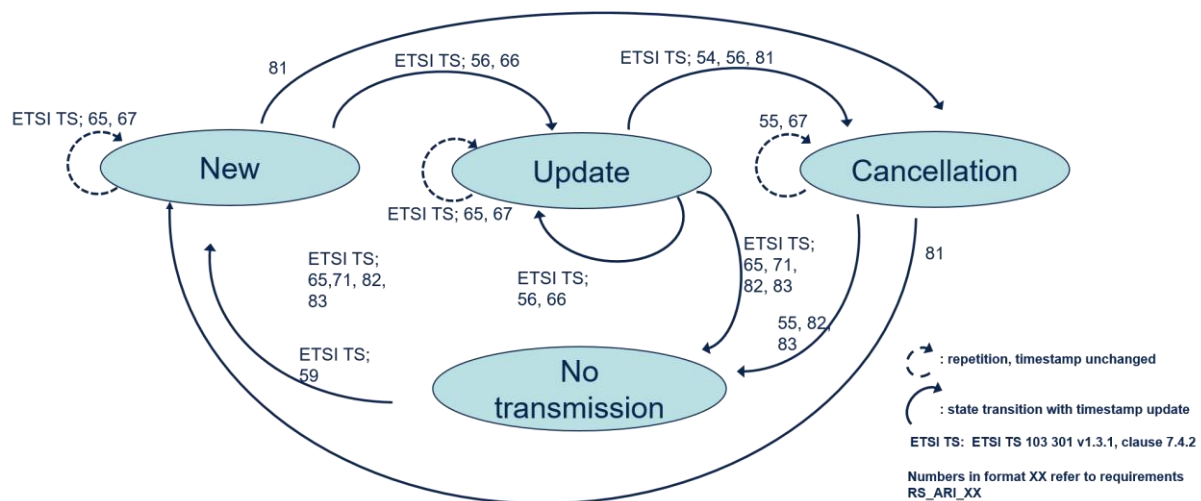 81
ETSI TS; 56, 66
ETSI TS; 54, 56, 81
ETSI TS; 65, 67
55, 67
New
Update
Cancellation
ETSI TS; 65, 67
ETSI TS;
65,71, 82,
83
ETSI TS;
56, 66
ETSI TS;
65, 71,
82, 83
81
55, 82,
83
ETSI TS;
59
No
transmission
: repetition, timestamp unchanged
: state transition with timestamp update
ETSI TS: ETSI TS 103 301 v1.3.1, clause 7.4.2
Numbers in format XX refer to requirements
RS_ARI_XX